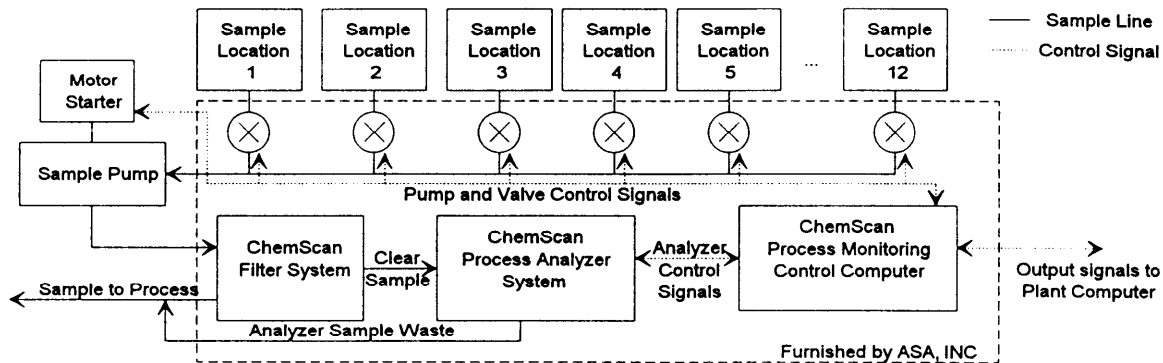 Sample
Location
1
Sample
Location
2
Sample
Location
3
Sample
Location
4
Sample
Location
5
...
Sample
Location
12
Sample Line
Control Signal
Motor
Starter
Sample Pump
Pump and Valve Control Signals
ChemScan
Filter System
Clear
Sample
ChemScan
Process Analyzer
System
Analyzer
Control
Signals
ChemScan
Process Monitoring
Control Computer
Output signals to
Plant Computer
Sample to Process
Analyzer Sample Waste
Furnished by ASA, INC